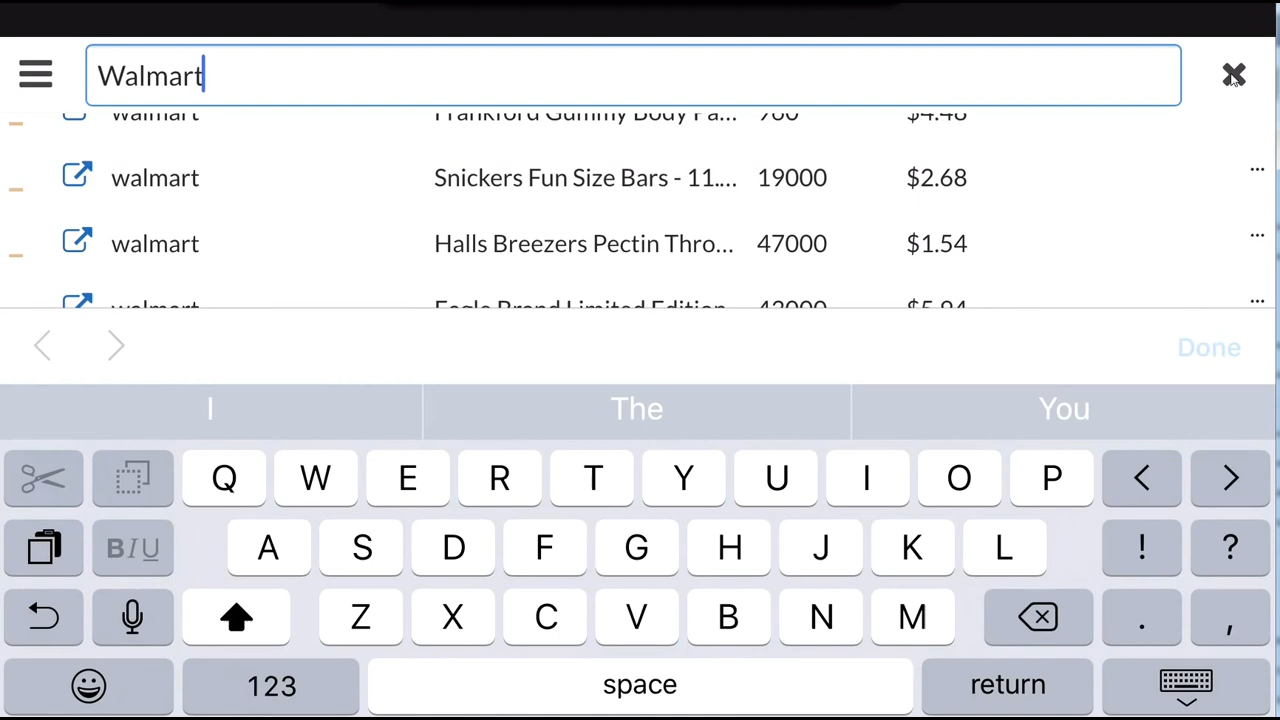 Walmart
walmart Frankford Gummy Body Pa... 960 $4.48
walmart Snickers Fun Size Bars - 11.... 19000 $2.68 ...
walmart Halls Breezers Pectin Thro... 47000 $1.54 ...
walmart Eagle Brand Limited Edition 43000 $5.94 ...
Done
I The You
Q W E R T Y U I O P < >
BIU A S D F G H J K L ! ?
Z X C V B N M . ,
123 space return